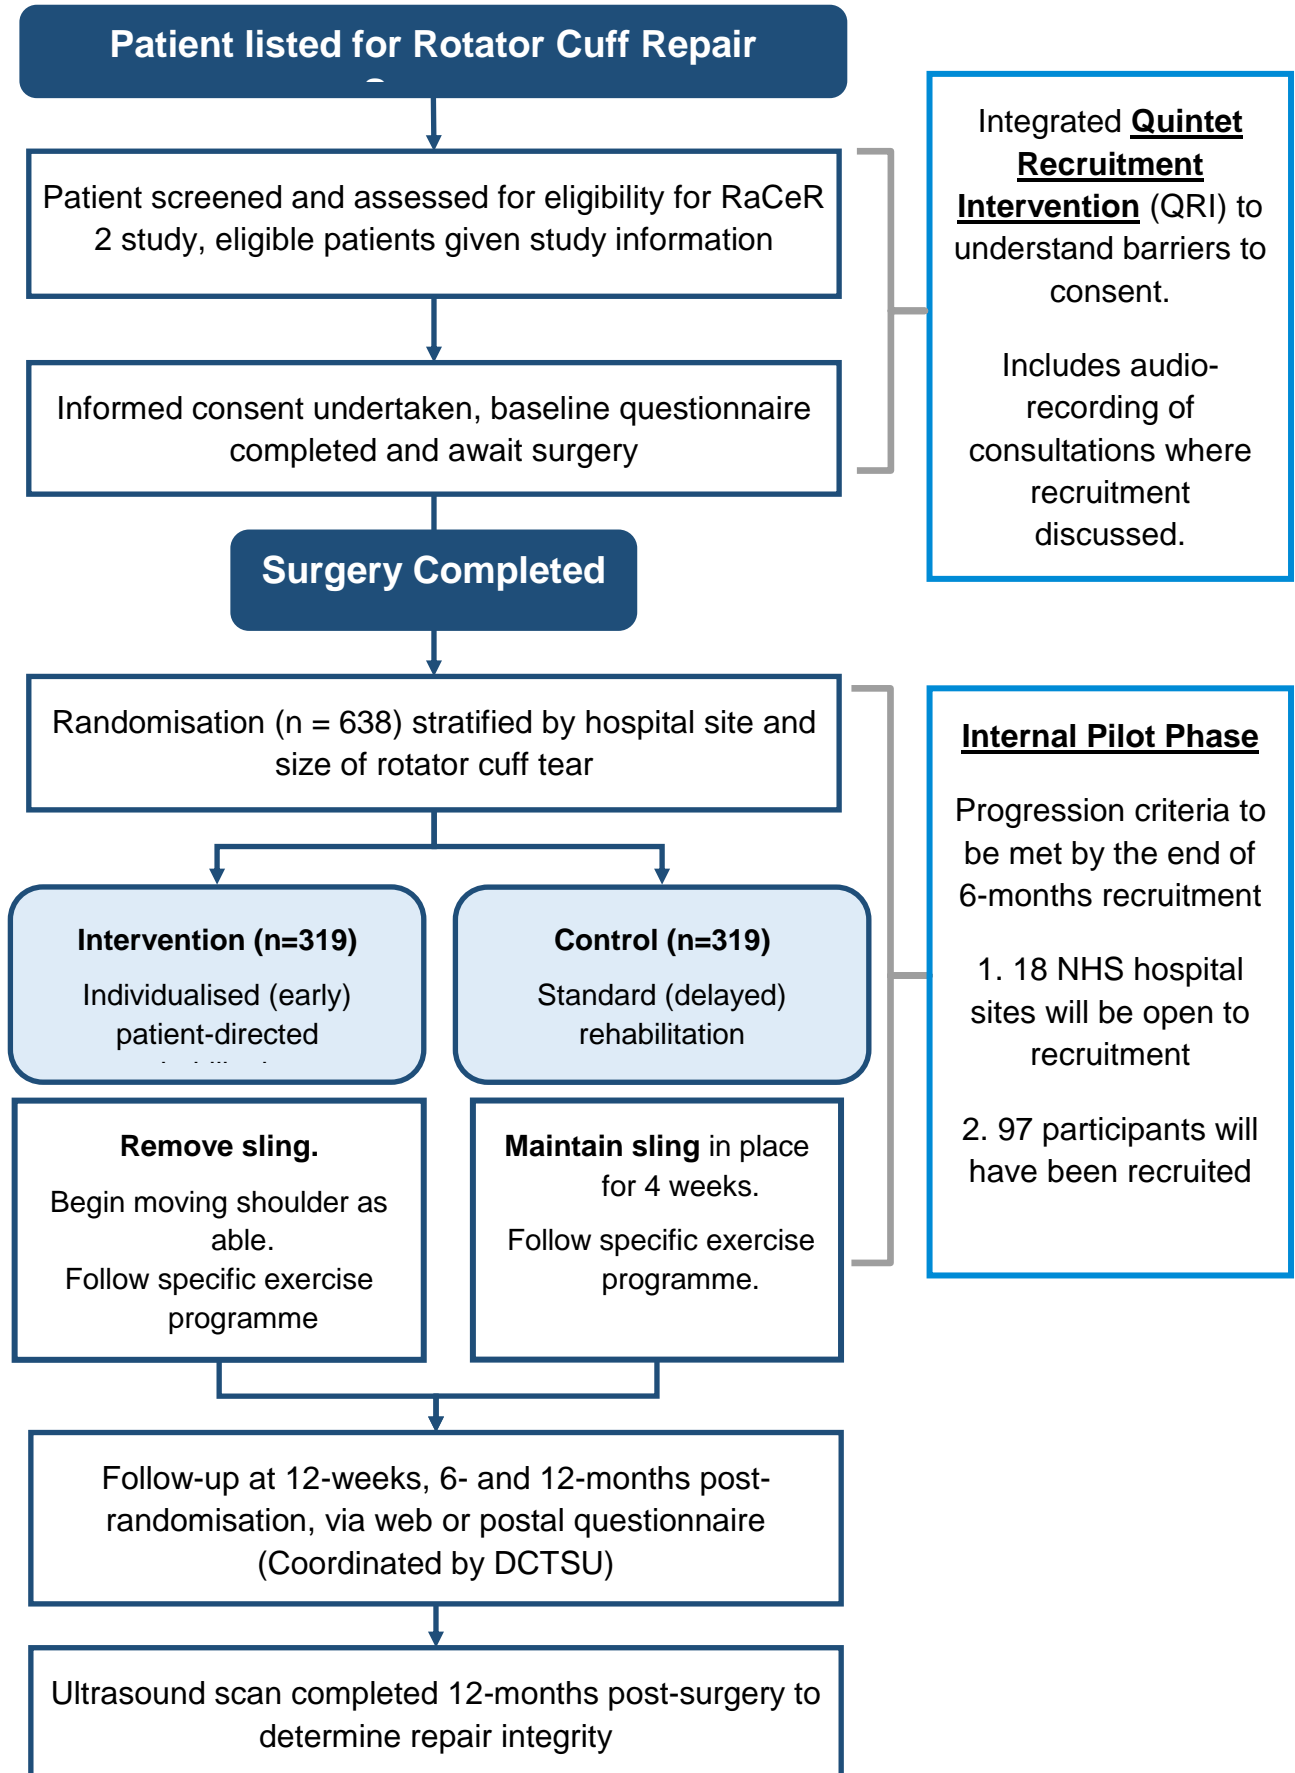 Patient listed for Rotator Cuff Repair
Patient screened and assessed for eligibility for RaCeR
2 study, eligible patients given study information
Informed consent undertaken, baseline questionnaire
completed and await surgery
Integrated Quintet
Recruitment
Intervention (QRI) to
understand barriers to
consent.
Includes audio-
recording of
consultations where
recruitment
discussed.
Surgery Completed
Randomisation (n = 638) stratified by hospital site and
size of rotator cuff tear
Intervention (n=319)
Individualised (early)
patient-directed
Control (n=319)
Standard (delayed)
rehabilitation
Remove sling.
Begin moving shoulder as
able.
Follow specific exercise
programme
Maintain sling in place
for 4 weeks.
Follow specific exercise
programme.
Internal Pilot Phase
Progression criteria to
be met by the end of
6-months recruitment
1. 18 NHS hospital
sites will be open to
recruitment
2. 97 participants will
have been recruited
Follow-up at 12-weeks, 6- and 12-months post-
randomisation, via web or postal questionnaire
(Coordinated by DCTSU)
Ultrasound scan completed 12-months post-surgery to
determine repair integrity